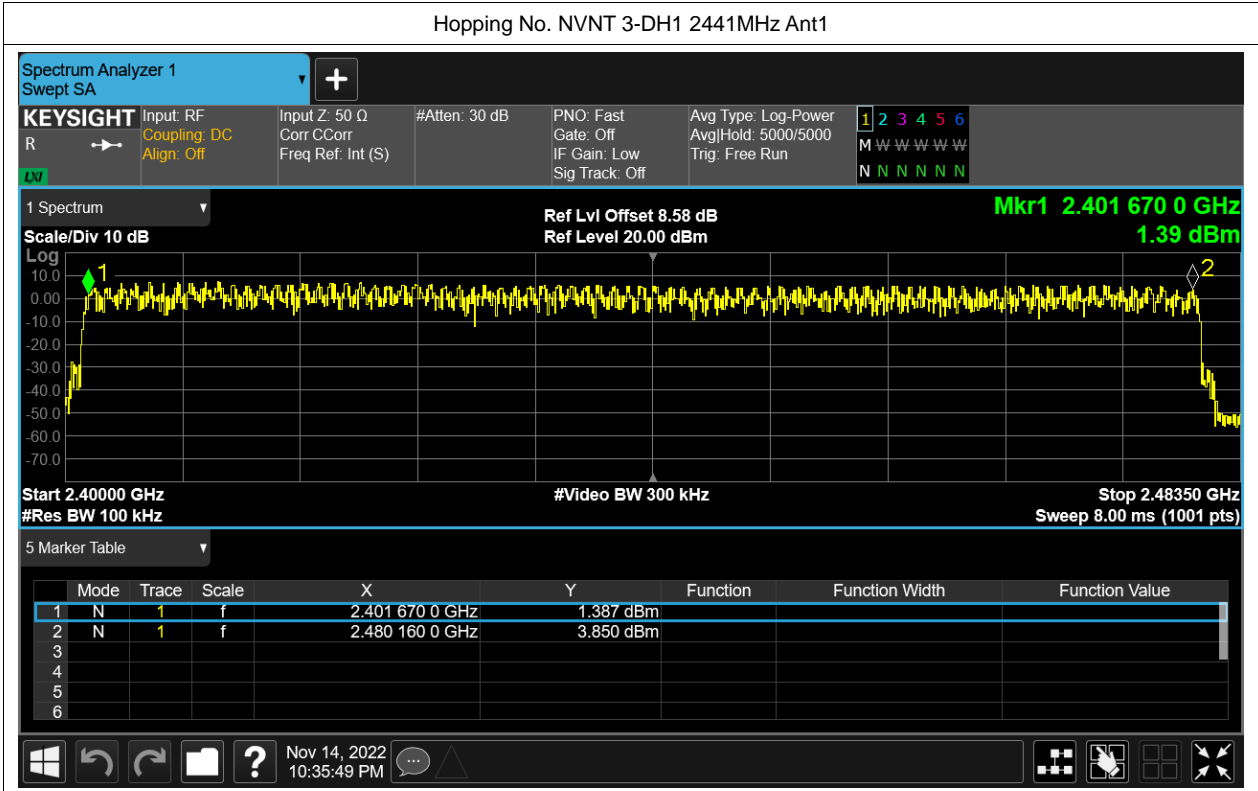 Hopping No. NVNT 3-DH1 2441MHz Ant1
Spectrum Analyzer 1
Swept SA
KEYSIGHT Input: RF Input Z: 50 Ω #Atten: 30 dB PNO: Fast Avg Type: Log-Power 1 2 3 4 5 6
R Coupling: DC Corr CCorr Gate: Off Avg|Hold: 5000/5000 M W W W W W
Align: Off Freq Ref: Int (S) IF Gain: Low Trig: Free Run
LXI Sig Track: Off N N N N N N
1 Spectrum Ref Lvl Offset 8.58 dB Mkr1 2.401 670 0 GHz
Scale/Div 10 dB Ref Level 20.00 dBm 1.39 dBm
Log
1 2
10.0
0.00
-10.0
-20.0
-30.0
-40.0
-50.0
-60.0
-70.0
Start 2.40000 GHz #Video BW 300 kHz Stop 2.48350 GHz
#Res BW 100 kHz Sweep 8.00 ms (1001 pts)
5 Marker Table
Mode Trace Scale X Y Function Function Width Function Value
1 N 1 f 2.401 670 0 GHz 1.387 dBm
2 N 1 f 2.480 160 0 GHz 3.850 dBm
3
4
5
6
? Nov 14, 2022
10:35:49 PM